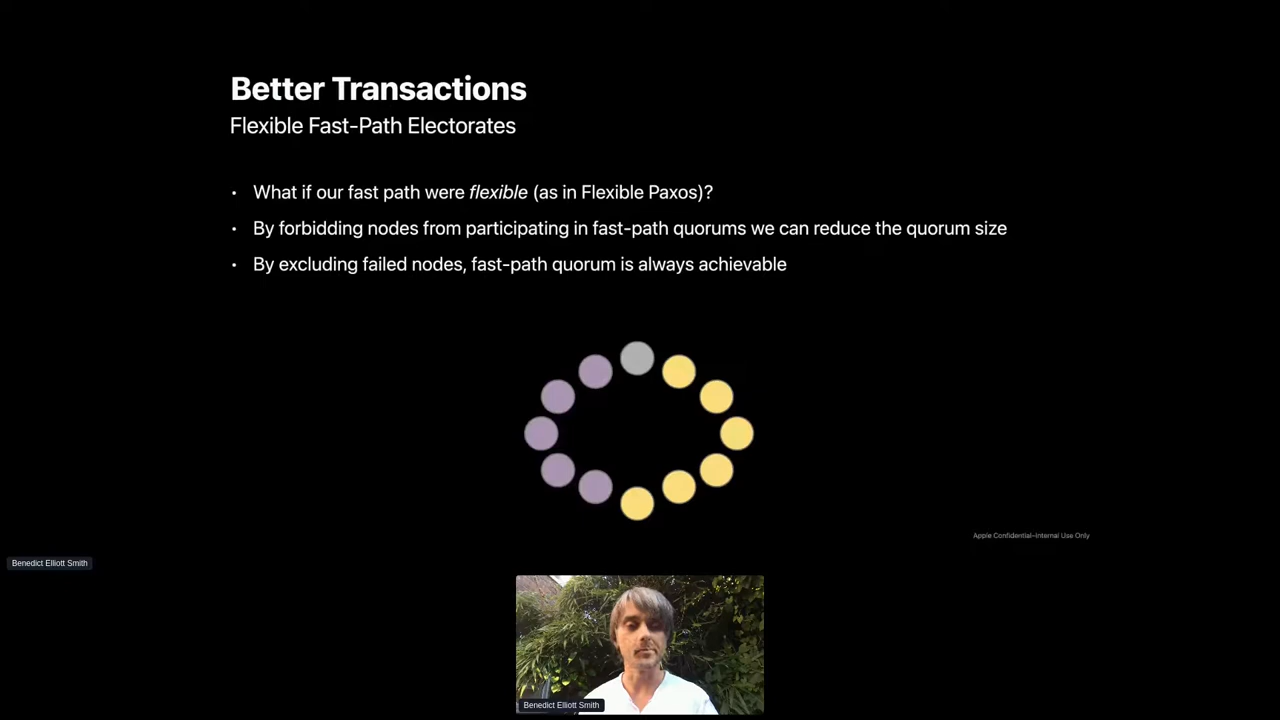 Better Transactions
Flexible Fast-Path Electorates
• What if our fast path were flexible (as in Flexible Paxos)?
• By forbidding nodes from participating in fast-path quorums we can reduce the quorum size
• By excluding failed nodes, fast-path quorum is always achievable
Apple Confidential–Internal Use Only
Benedict Elliott Smith
Benedict Elliott Smith